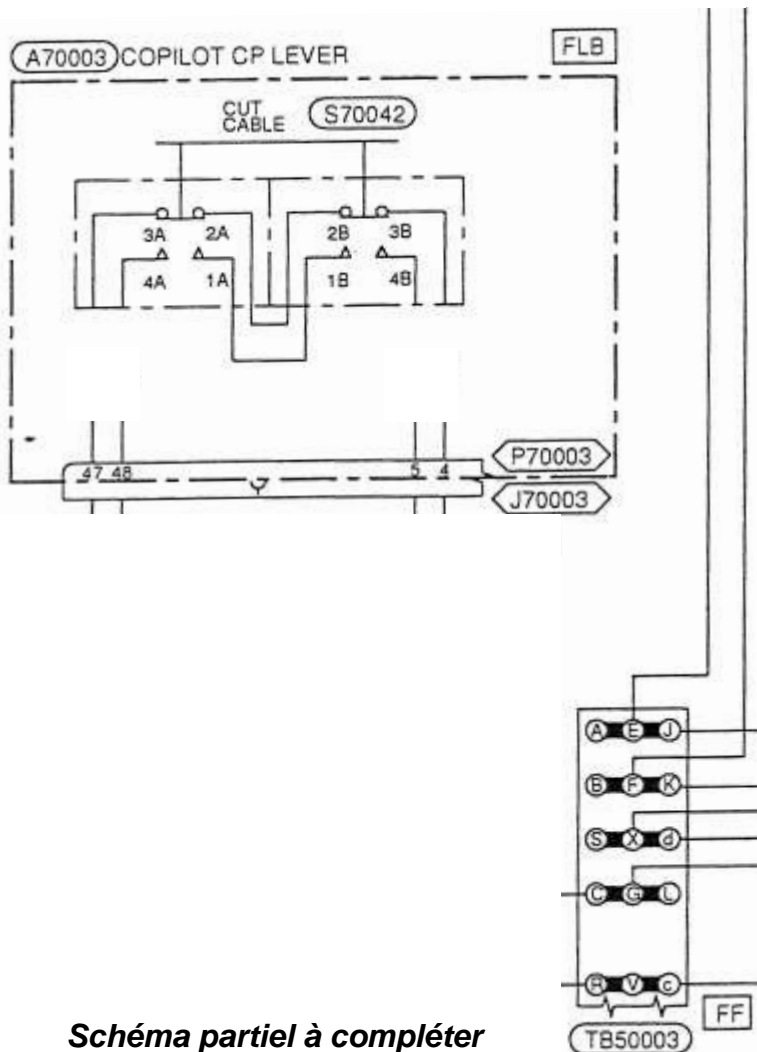 A70003 COPILOT CP LEVER
FLB
CUT
CABLE
S70042
3A 2A 2B 3B
4A 1A 1B 4B
P70003
47 48 5 4
J70003
A E J
B F K
S X d
C G L
R V c
FF
Schéma partiel à compléter
TB50003